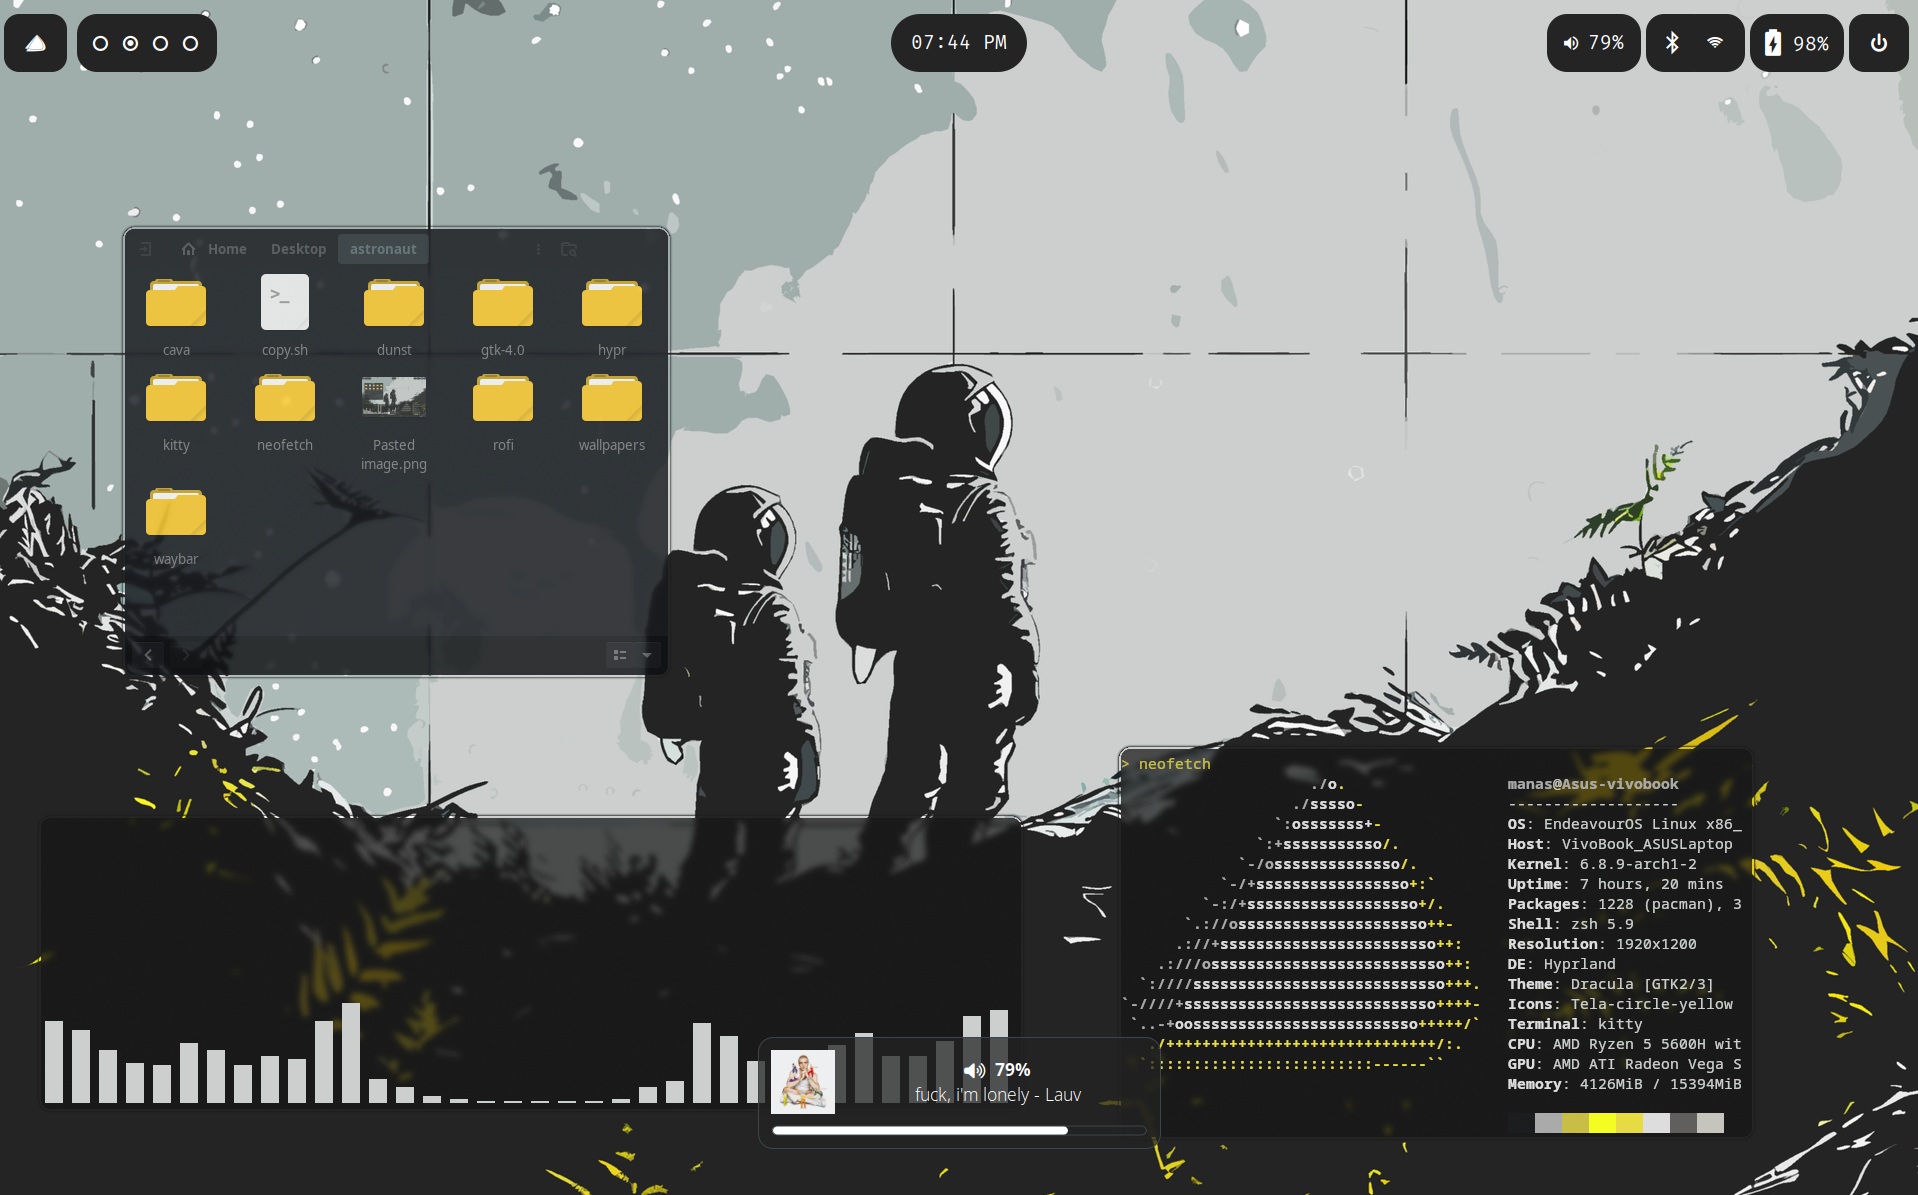 07:44 PM
79%
98%
Home Desktop astronaut
cava
copy.sh
dunst
gtk-4.0
hypr
kitty
neofetch
Pasted
image.png
rofi
wallpapers
waybar
>_
79%
fuck, i'm lonely - Lauv
> neofetch
manas@Asus-vivobook
-------------------
OS: EndeavourOS Linux x86_
Host: VivoBook_ASUSLaptop
Kernel: 6.8.9-arch1-2
Uptime: 7 hours, 20 mins
Packages: 1228 (pacman), 3
Shell: zsh 5.9
Resolution: 1920x1200
DE: Hyprland
Theme: Dracula [GTK2/3]
Icons: Tela-circle-yellow
Terminal: kitty
CPU: AMD Ryzen 5 5600H wit
GPU: AMD ATI Radeon Vega S
Memory: 4126MiB / 15394MiB